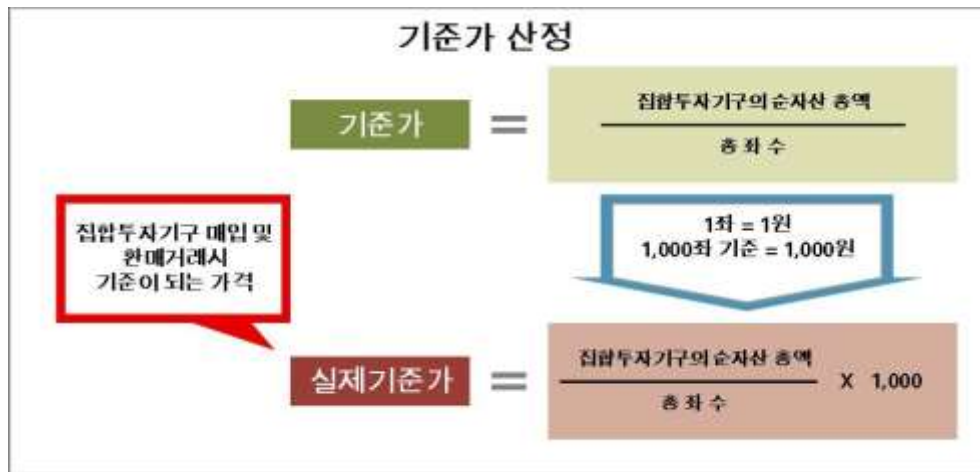 기준가 산정
기준가 =
집합투자기구의 순자산 총액
총 좌 수
집합투자기구 매입 및
환매거래시
기준이 되는 가격
1좌 = 1원
1,000좌 기준 = 1,000원
실제기준가 =
집합투자기구의 순자산 총액
총 좌 수
X 1,000